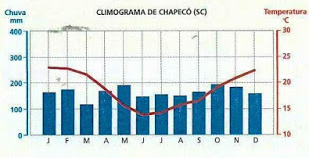 Chuva
mm
CLIMOGRAMA DE CHAPECÓ (SC)
Temperatura
°C
400
300
200
100
0
30
25
20
15
10
J F M A M J J A S O N D